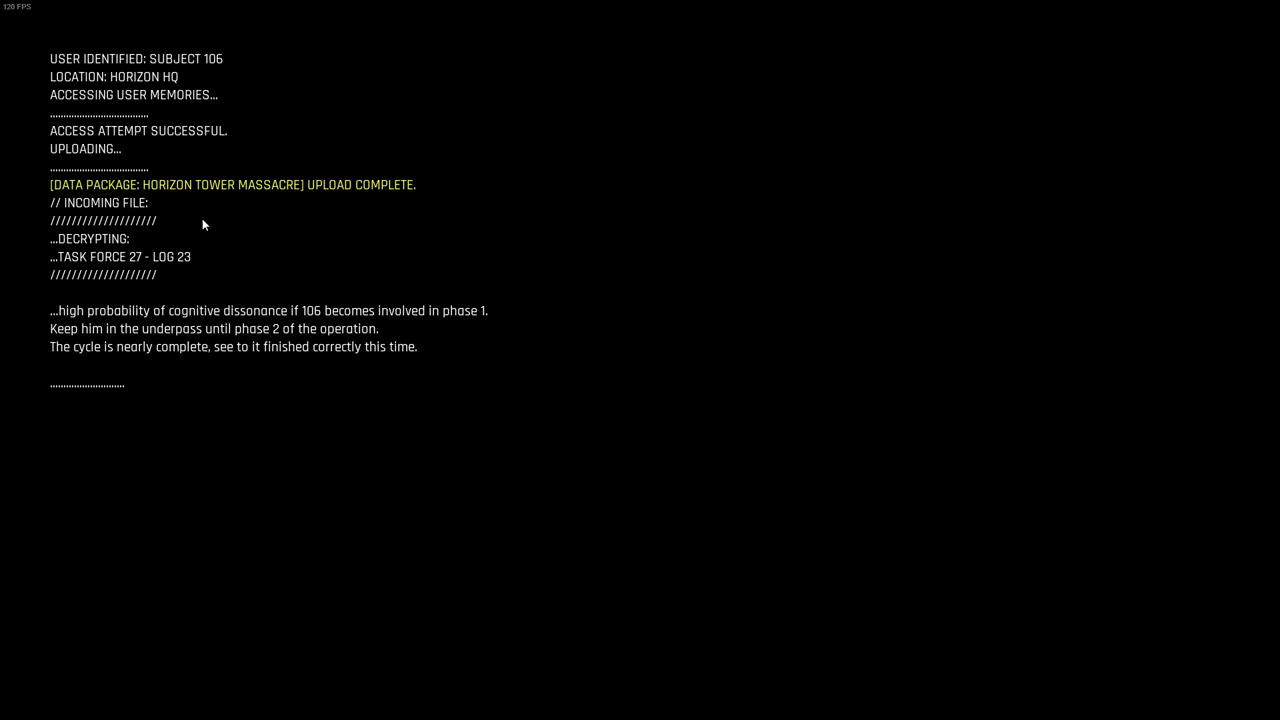 120 FPS
USER IDENTIFIED: SUBJECT 106
LOCATION: HORIZON HQ
ACCESSING USER MEMORIES...
.....................................
ACCESS ATTEMPT SUCCESSFUL.
UPLOADING...
.....................................
[DATA PACKAGE: HORIZON TOWER MASSACRE] UPLOAD COMPLETE.
// INCOMING FILE:
////////////////////
...DECRYPTING:
...TASK FORCE 27 - LOG 23
////////////////////
...high probability of cognitive dissonance if 106 becomes involved in phase 1.
Keep him in the underpass until phase 2 of the operation.
The cycle is nearly complete, see to it finished correctly this time.
............................